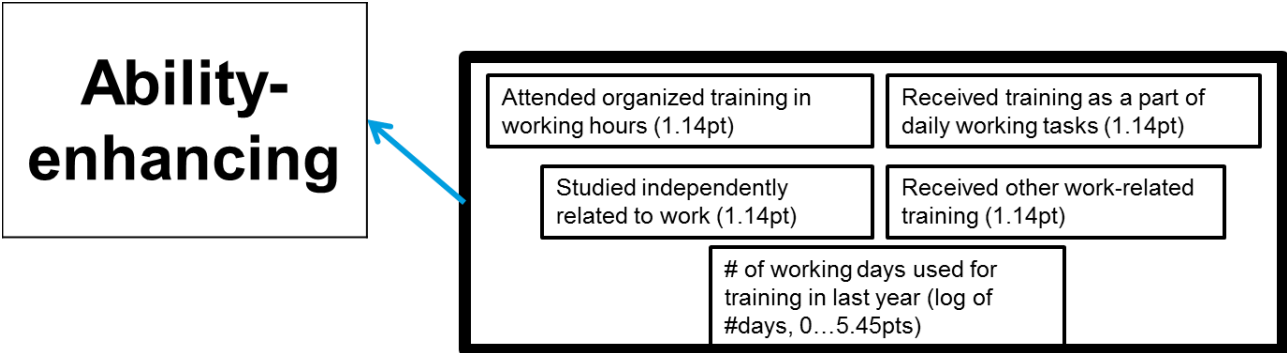 Ability-
enhancing
Attended organized training in
working hours (1.14pt)
Received training as a part of
daily working tasks (1.14pt)
Studied independently
related to work (1.14pt)
Received other work-related
training (1.14pt)
# of working days used for
training in last year (log of
#days, 0…5.45pts)